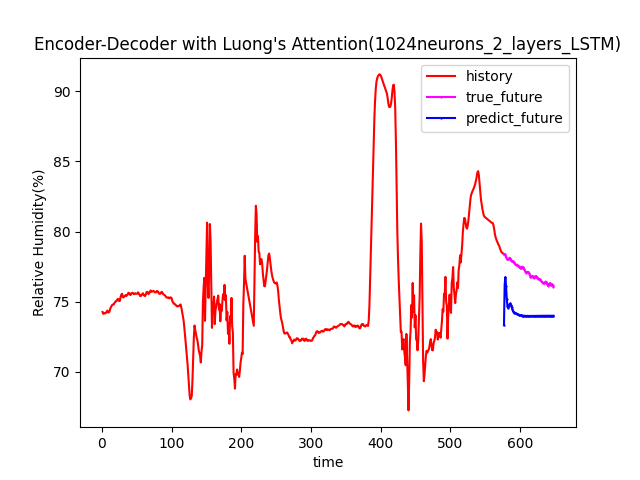 Encoder-Decoder with Luong's Attention(1024neurons_2_layers_LSTM)
history
true_future
predict_future
Relative Humidity(%)
90
85
80
75
70
0 100 200 300 400 500 600
time